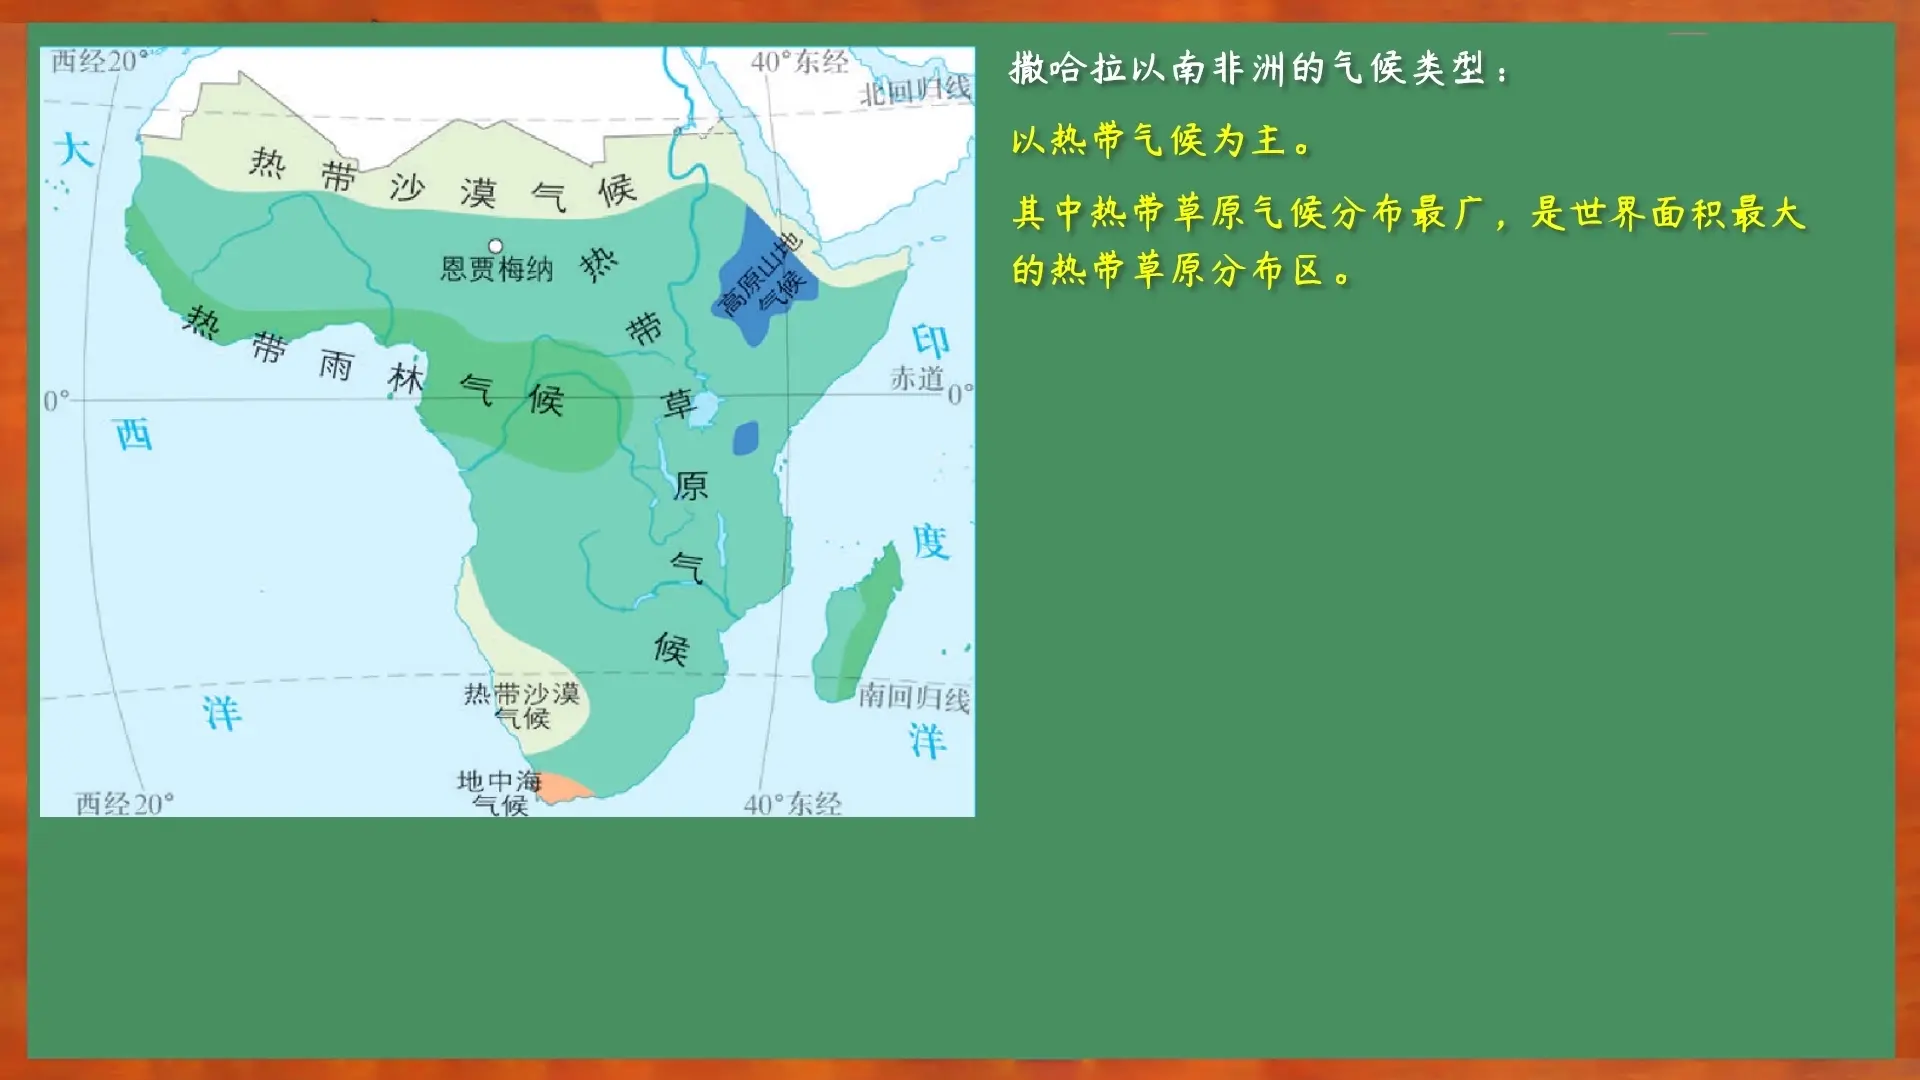 西经20°
40°东经
北回归线
大
热带沙漠气候
恩贾梅纳
热带草原气候
高原山地
气候
热带雨林气候
印
赤道
0°
0°
西
度
洋
热带沙漠
气候
南回归线
洋
地中海
气候
西经20°
40°东经
撒哈拉以南非洲的气候类型：
以热带气候为主。
其中热带草原气候分布最广，是世界面积最大
的热带草原分布区。